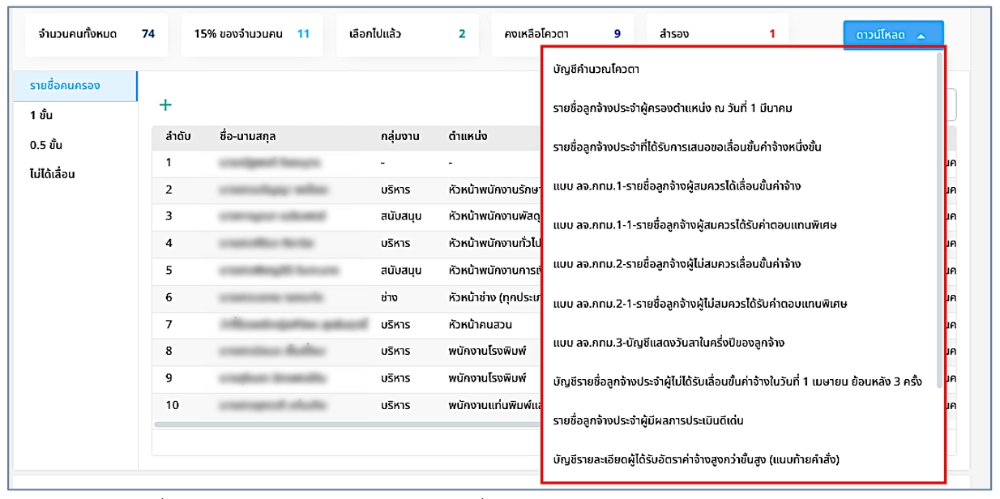 จำนวนคนทั้งหมด 74 15% ของจำนวนคน 11 เลือกไปแล้ว 2 คงเหลือโควตา 9 สำรอง 1 ดาวน์โหลด
รายชื่อคนครอง
1 ขั้น
0.5 ขั้น
ไม่ได้เลื่อน
ลำดับ ชื่อ-นามสกุล กลุ่มงาน ตำแหน่ง
1 - -
2 บริหาร หัวหน้าพนักงานรักษา
3 สนับสนุน หัวหน้าพนักงานพัสดุ
4 บริหาร หัวหน้าพนักงานทั่วไป
5 สนับสนุน หัวหน้าพนักงานการ
6 ช่าง หัวหน้าช่าง (ทุกประเภ
7 บริหาร หัวหน้าคนสวน
8 บริหาร พนักงานโรงพิมพ์
9 บริหาร พนักงานโรงพิมพ์
10 บริหาร พนักงานแท่นพิมพ์แล
บัญชีคำนวณโควตา
รายชื่อลูกจ้างประจำผู้ครองตำแหน่ง ณ วันที่ 1 มีนาคม
รายชื่อลูกจ้างประจำที่ได้รับการเสนอขอเลื่อนขั้นค่าจ้างหนึ่งขั้น
แบบ ลจ.กทม.1-รายชื่อลูกจ้างผู้สมควรได้เลื่อนขั้นค่าจ้าง
แบบ ลจ.กทม.1-1-รายชื่อลูกจ้างผู้สมควรได้รับค่าตอบแทนพิเศษ
แบบ ลจ.กทม.2-รายชื่อลูกจ้างผู้ไม่สมควรเลื่อนขั้นค่าจ้าง
แบบ ลจ.กทม.2-1-รายชื่อลูกจ้างผู้ไม่สมควรได้รับค่าตอบแทนพิเศษ
แบบ ลจ.กทม.3-บัญชีแสดงวันลาในครึ่งปีของลูกจ้าง
บัญชีรายชื่อลูกจ้างประจำผู้ไม่ได้รับเลื่อนขั้นค่าจ้างในวันที่ 1 เมษายน ย้อนหลัง 3 ครั้ง
รายชื่อลูกจ้างประจำผู้มีผลการประเมินดีเด่น
บัญชีรายละเอียดผู้ได้รับอัตราค่าจ้างสูงกว่าขั้นสูง (แนบท้ายคำสั่ง)